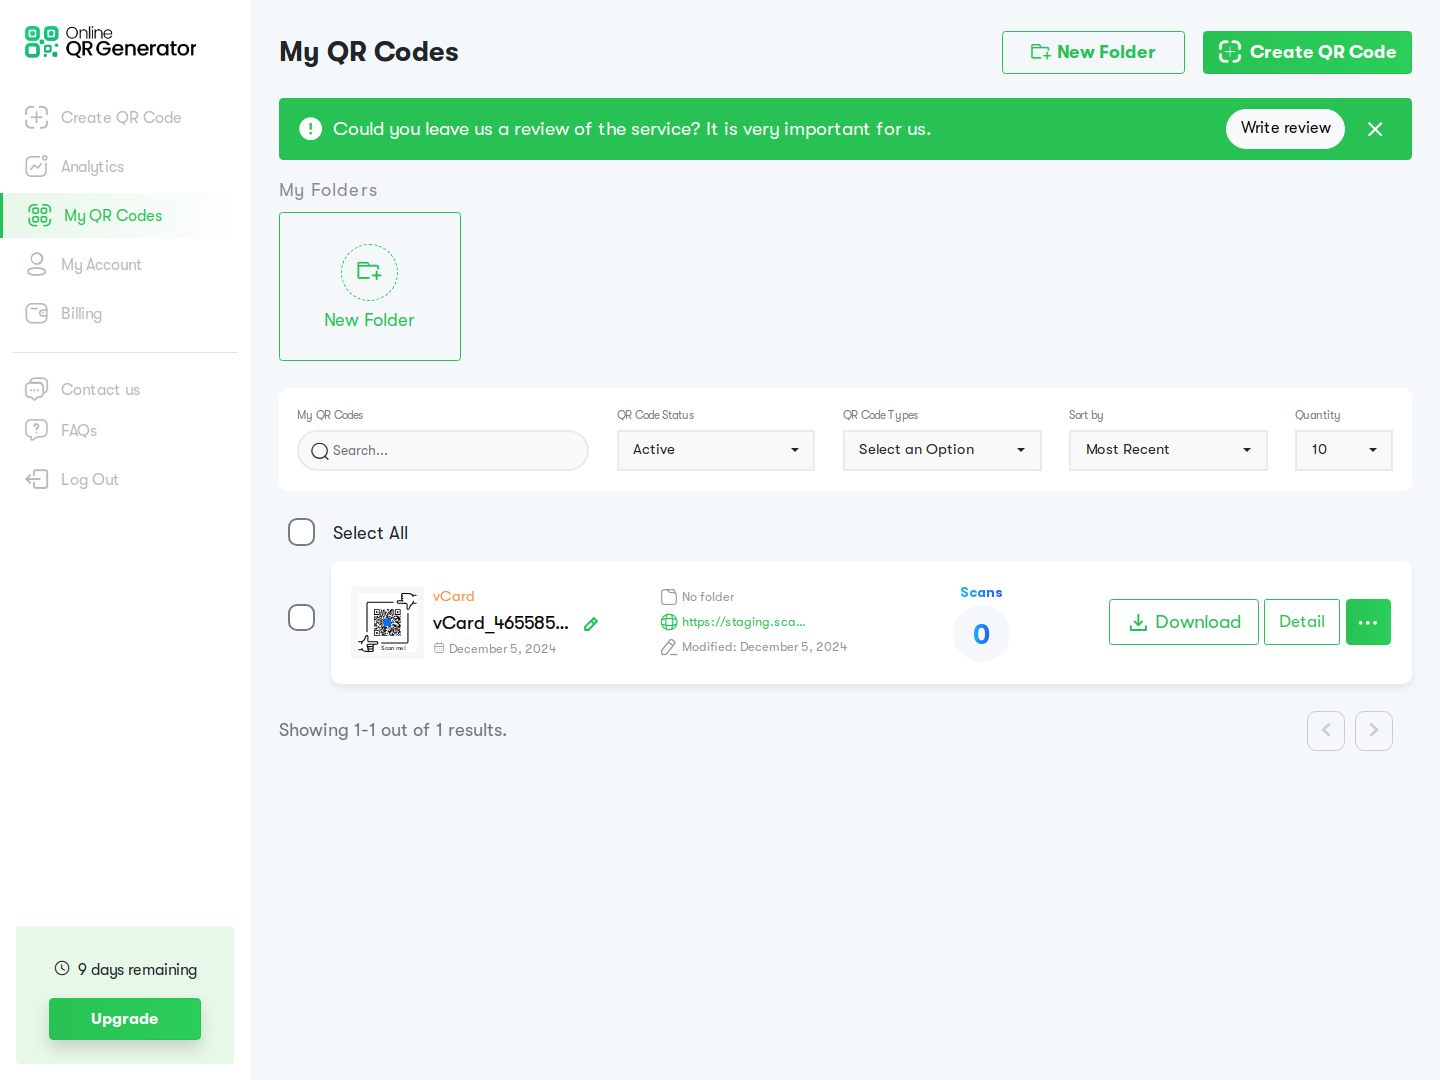 Online
QR Generator
Create QR Code
Analytics
My QR Codes
My Account
Billing
Contact us
FAQs
Log Out
9 days remaining
Upgrade
My QR Codes
New Folder
Create QR Code
Could you leave us a review of the service? It is very important for us.
Write review
My Folders
New Folder
My QR Codes
QR Code Status
QR Code Types
Sort by
Quantity
Search...
Active
Select an Option
Most Recent
10
Select All
Scan me!
vCard
vCard_465585...
December 5, 2024
No folder
https://staging.sca...
Modified: December 5, 2024
Scans
0
Download
Detail
Showing 1-1 out of 1 results.